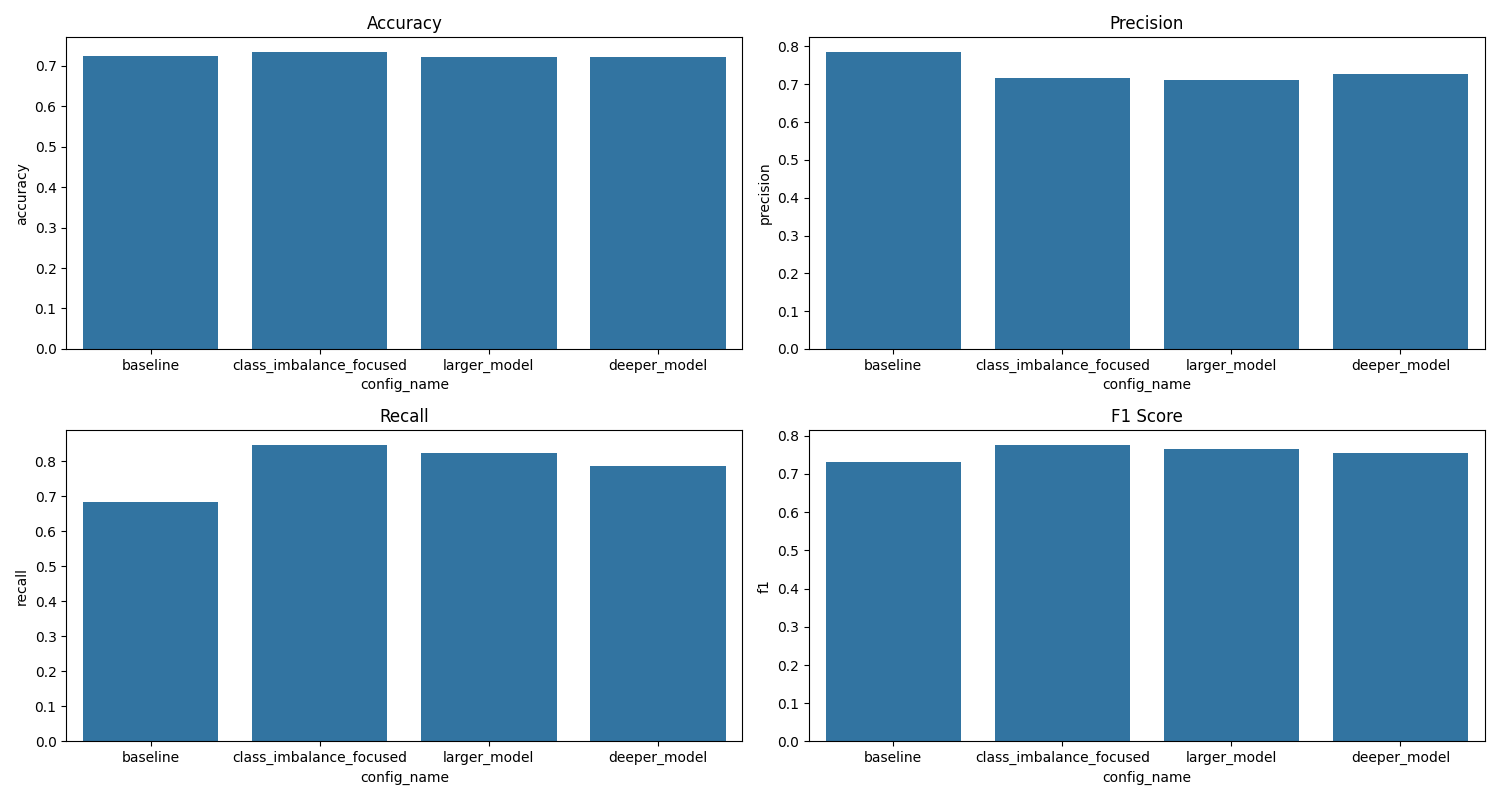 Accuracy
accuracy
0.7
0.6
0.5
0.4
0.3
0.2
0.1
0.0
baseline class_imbalance_focused larger_model deeper_model
config_name
Precision
precision
0.8
0.7
0.6
0.5
0.4
0.3
0.2
0.1
0.0
baseline class_imbalance_focused larger_model deeper_model
config_name
Recall
recall
0.8
0.7
0.6
0.5
0.4
0.3
0.2
0.1
0.0
baseline class_imbalance_focused larger_model deeper_model
config_name
F1 Score
f1
0.8
0.7
0.6
0.5
0.4
0.3
0.2
0.1
0.0
baseline class_imbalance_focused larger_model deeper_model
config_name